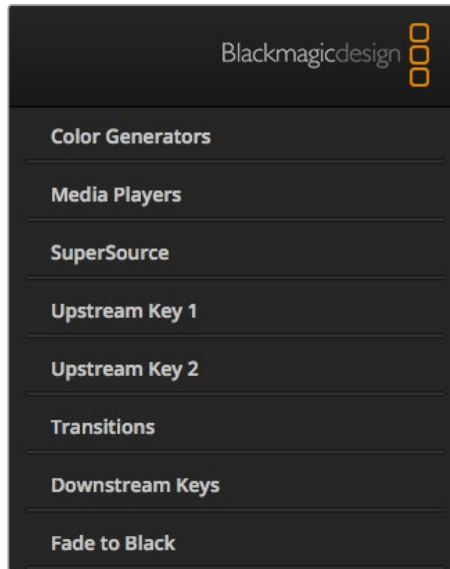 Blackmagicdesign
Color Generators
Media Players
SuperSource
Upstream Key 1
Upstream Key 2
Transitions
Downstream Keys
Fade to Black